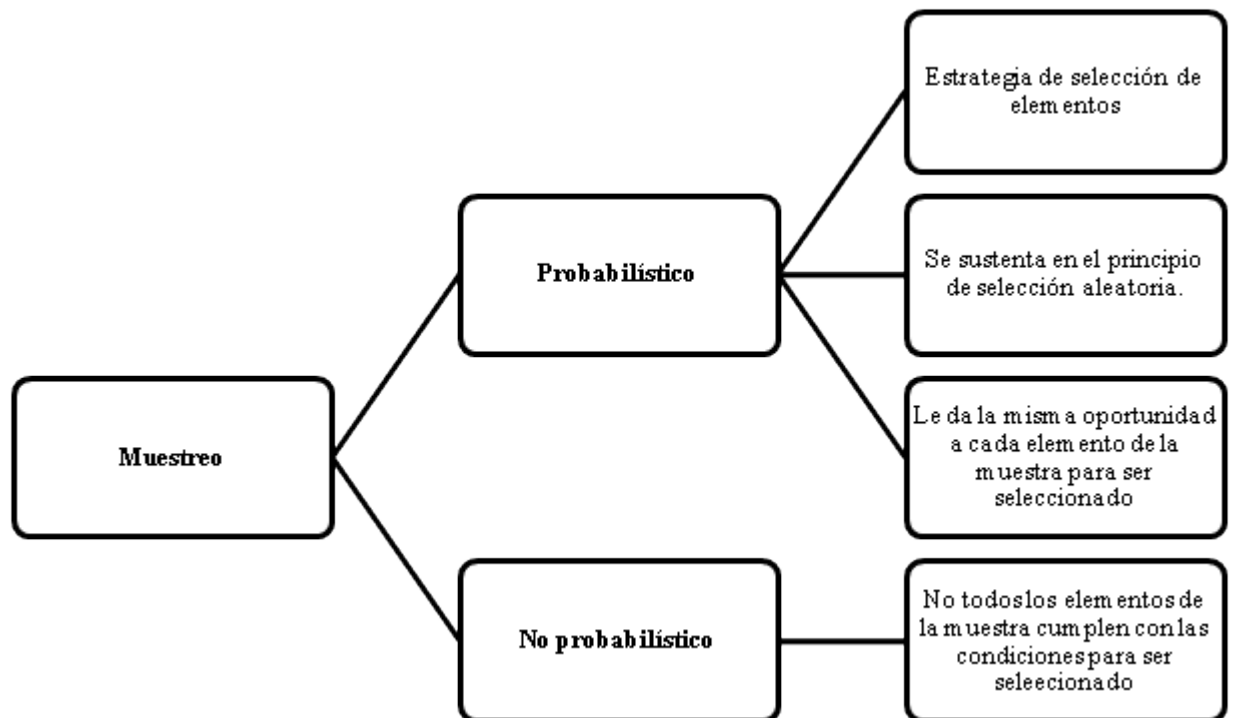 Estrategia de selección de
elementos
Probabilístico
Se sustenta en el principio
de selección aleatoria.
Muestreo
Le da la misma oportunidad
a cada elemento de la
muestra para ser
seleccionado
No probabilístico
No todos los elementos de
la muestra cumplen con las
condiciones para ser
seleecionado